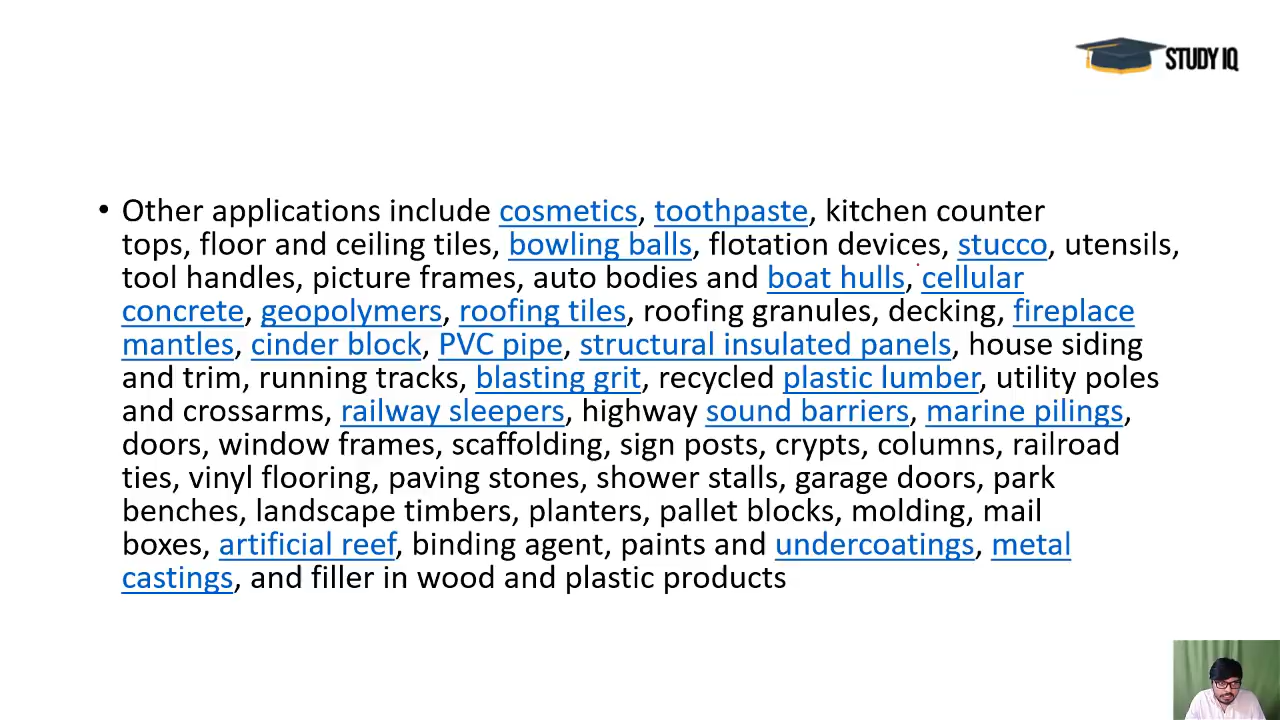 STUDY IQ
• Other applications include cosmetics, toothpaste, kitchen counter
tops, floor and ceiling tiles, bowling balls, flotation devices, stucco, utensils,
tool handles, picture frames, auto bodies and boat hulls, cellular
concrete, geopolymers, roofing tiles, roofing granules, decking, fireplace
mantles, cinder block, PVC pipe, structural insulated panels, house siding
and trim, running tracks, blasting grit, recycled plastic lumber, utility poles
and crossarms, railway sleepers, highway sound barriers, marine pilings,
doors, window frames, scaffolding, sign posts, crypts, columns, railroad
ties, vinyl flooring, paving stones, shower stalls, garage doors, park
benches, landscape timbers, planters, pallet blocks, molding, mail
boxes, artificial reef, binding agent, paints and undercoatings, metal
castings, and filler in wood and plastic products